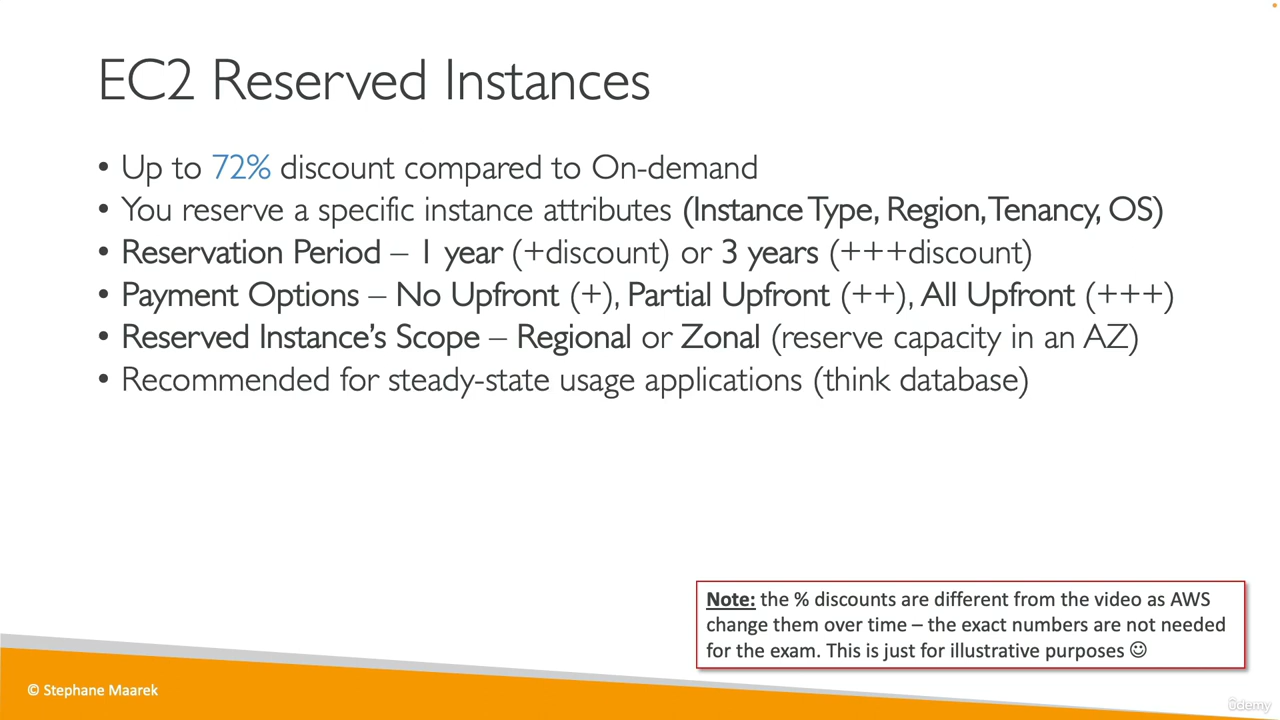 EC2 Reserved Instances
• Up to 72% discount compared to On-demand
• You reserve a specific instance attributes (Instance Type, Region, Tenancy, OS)
• Reservation Period – 1 year (+discount) or 3 years (+++discount)
• Payment Options – No Upfront (+), Partial Upfront (++), All Upfront (+++)
• Reserved Instance’s Scope – Regional or Zonal (reserve capacity in an AZ)
• Recommended for steady-state usage applications (think database)
Note: the % discounts are different from the video as AWS
change them over time – the exact numbers are not needed
for the exam. This is just for illustrative purposes ☺
© Stephane Maarek
ûdemy